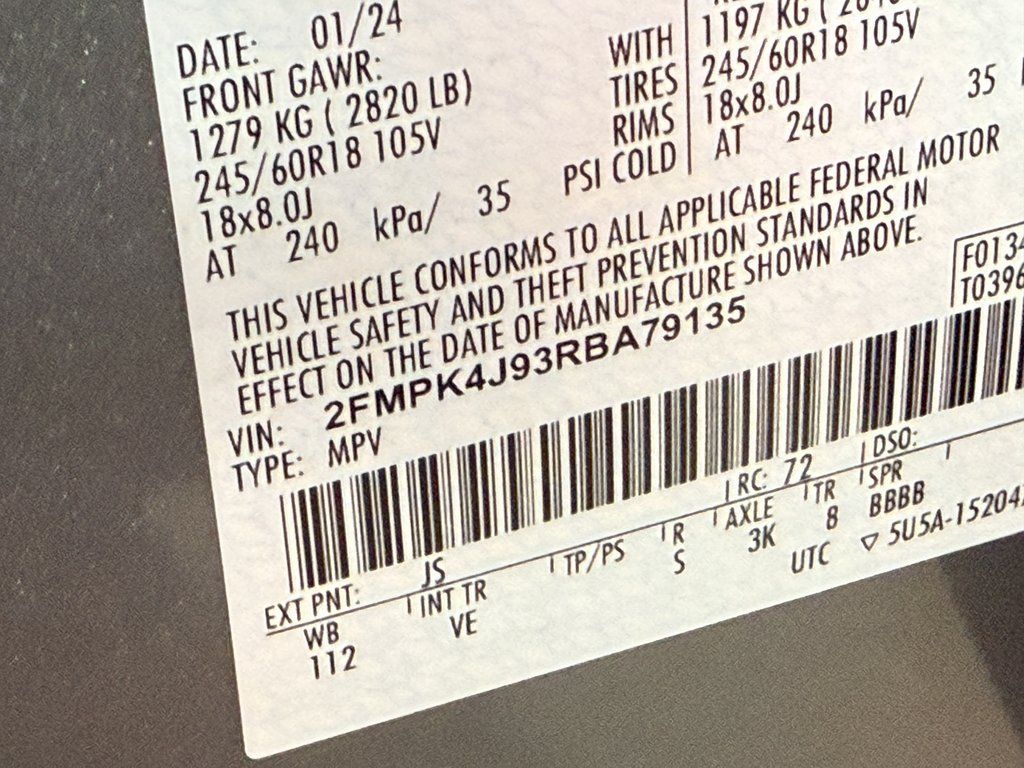 DATE: 01/24
FRONT GAWR:
1279 KG ( 2820 LB)
245/60R18 105V
18x8.0J
AT 240 kPa/ 35
WITH
TIRES
RIMS
PSI COLD
1197 KG (
245/60R18 105V
18x8.0J
AT 240 kPa/ 35
THIS VEHICLE CONFORMS TO ALL APPLICABLE FEDERAL MOTOR
VEHICLE SAFETY AND THEFT PREVENTION STANDARDS IN
EFFECT ON THE DATE OF MANUFACTURE SHOWN ABOVE.
VIN: 2FMPK4J93RBA79135
TYPE: MPV
F0134
T0396
EXT PNT: JS RC: 72 DSO:
WB INT TR TP/PS R AXLE TR SPR
112 VE S 3K 8 BBBB
UTC ▽ 5U5A-15204